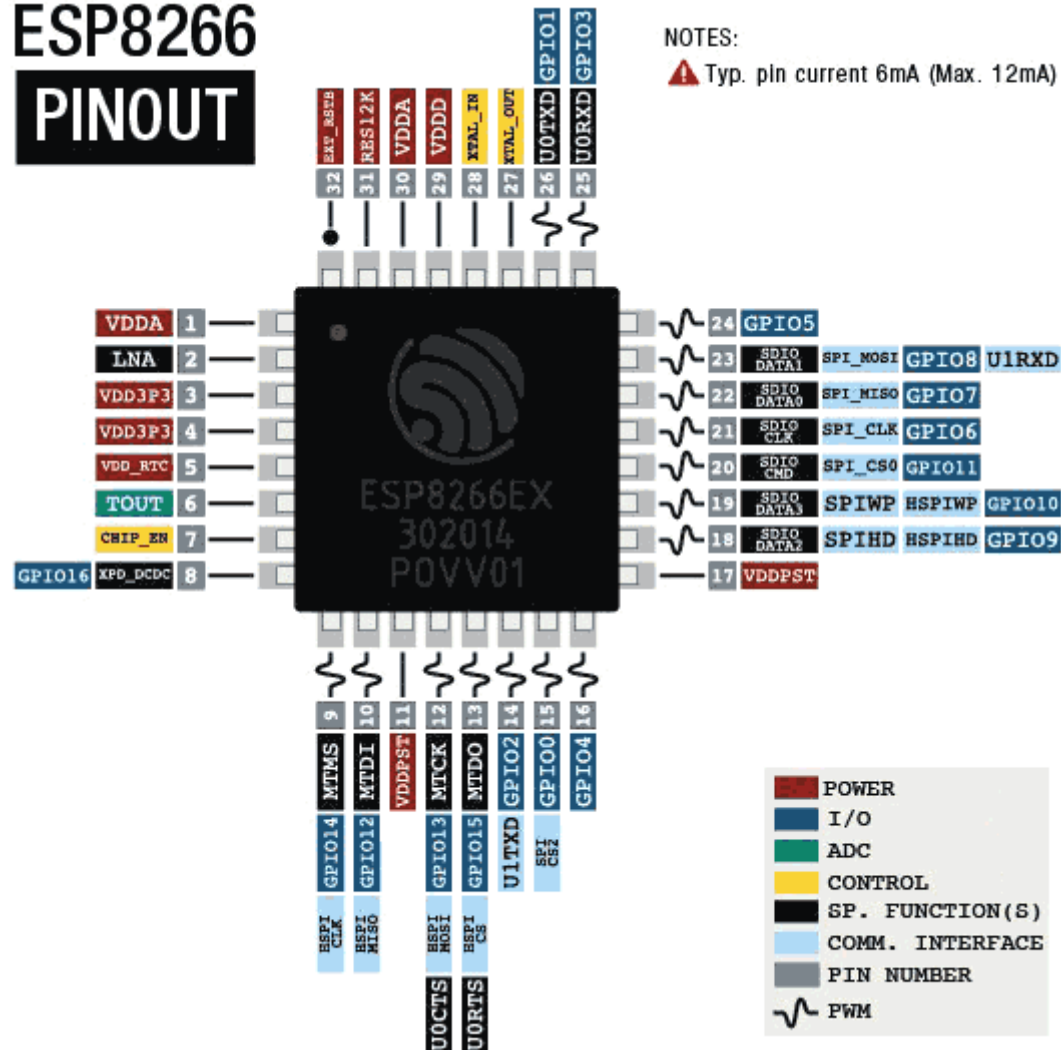 ESP8266
PINOUT
NOTES:
Typ. pin current 6mA (Max. 12mA)
EXT_RSTB 32
RES12K 31
VDDA 30
VDDD 29
XTAL_IN 28
XTAL_OUT 27
GPIO1 U0TXD 26
GPIO3 U0RXD 25
VDDA 1
LNA 2
VDD3P3 3
VDD3P3 4
VDD_RTC 5
TOUT 6
CHIP_EN 7
GPIO16 XPD_DCDC 8
ESP8266EX
302014
P0VV01
24 GPIO5
23 SDIO DATA1 SPI_MOSI GPIO8 U1RXD
22 SDIO DATA0 SPI_MISO GPIO7
21 SDIO CLK SPI_CLK GPIO6
20 SDIO CMD SPI_CS0 GPIO11
19 SDIO DATA3 SPIWP HSPIWP GPIO10
18 SDIO DATA2 SPIHD HSPIHD GPIO9
17 VDDPST
9 MTMS GPIO14 HSPI CLK
10 MTDI GPIO12 HSPI MISO
11 VDDPST
12 MTCK GPIO13 HSPI MOSI U0CTS
13 MTDO GPIO15 HSPI CS U0RTS
14 GPIO2 U1TXD
15 GPIO0 SPI CS2
16 GPIO4
POWER
I/O
ADC
CONTROL
SP. FUNCTION(S)
COMM. INTERFACE
PIN NUMBER
PWM